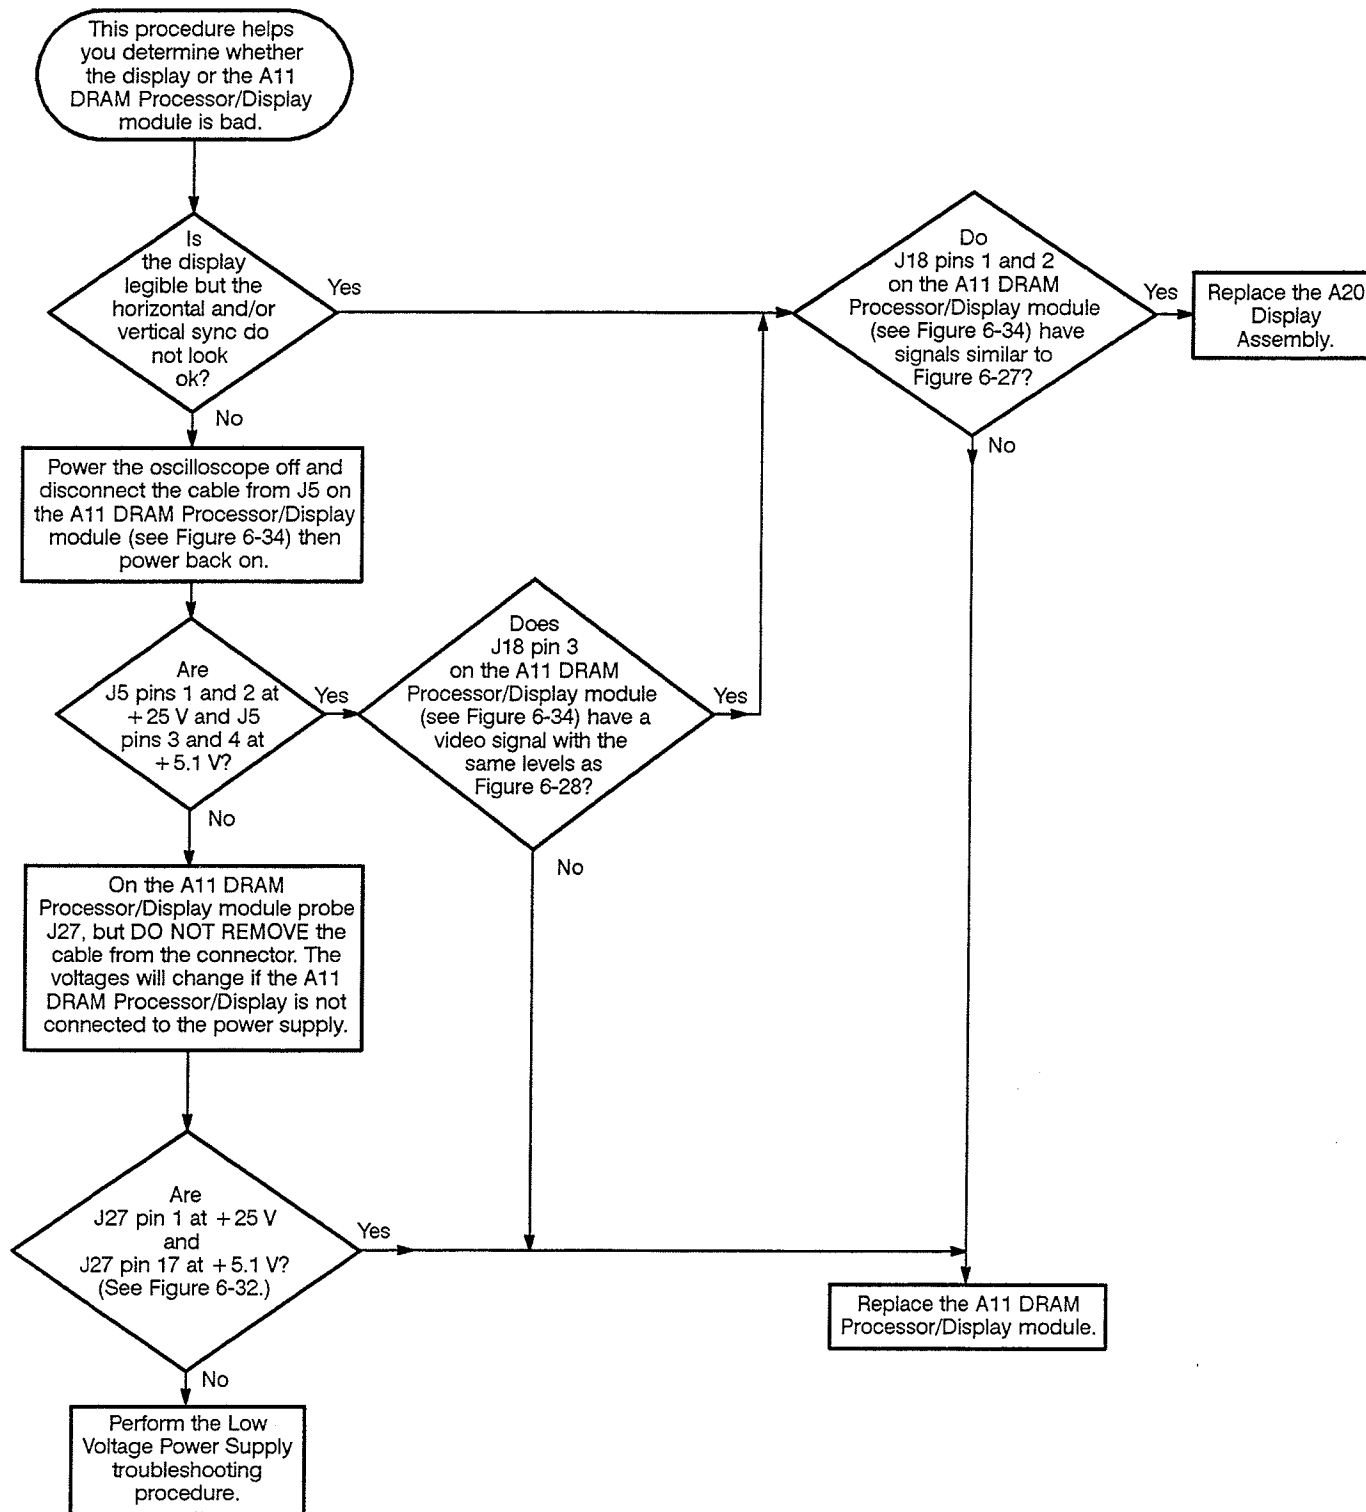 This procedure helps
you determine whether
the display or the A11
DRAM Processor/Display
module is bad.
Is
the display
legible but the
horizontal and/or
vertical sync do
not look
ok?
Yes
No
Do
J18 pins 1 and 2
on the A11 DRAM
Processor/Display module
(see Figure 6-34) have
signals similar to
Figure 6-27?
Yes
No
Replace the A20
Display
Assembly.
Power the oscilloscope off and
disconnect the cable from J5 on
the A11 DRAM Processor/Display
module (see Figure 6-34) then
power back on.
Are
J5 pins 1 and 2 at
+25 V and J5
pins 3 and 4 at
+5.1 V?
Yes
No
Does
J18 pin 3
on the A11 DRAM
Processor/Display module
(see Figure 6-34) have a
video signal with the
same levels as
Figure 6-28?
Yes
No
On the A11 DRAM
Processor/Display module probe
J27, but DO NOT REMOVE the
cable from the connector. The
voltages will change if the A11
DRAM Processor/Display is not
connected to the power supply.
Are
J27 pin 1 at +25 V
and
J27 pin 17 at +5.1 V?
(See Figure 6-32.)
Yes
No
Replace the A11 DRAM
Processor/Display module.
Perform the Low
Voltage Power Supply
troubleshooting
procedure.